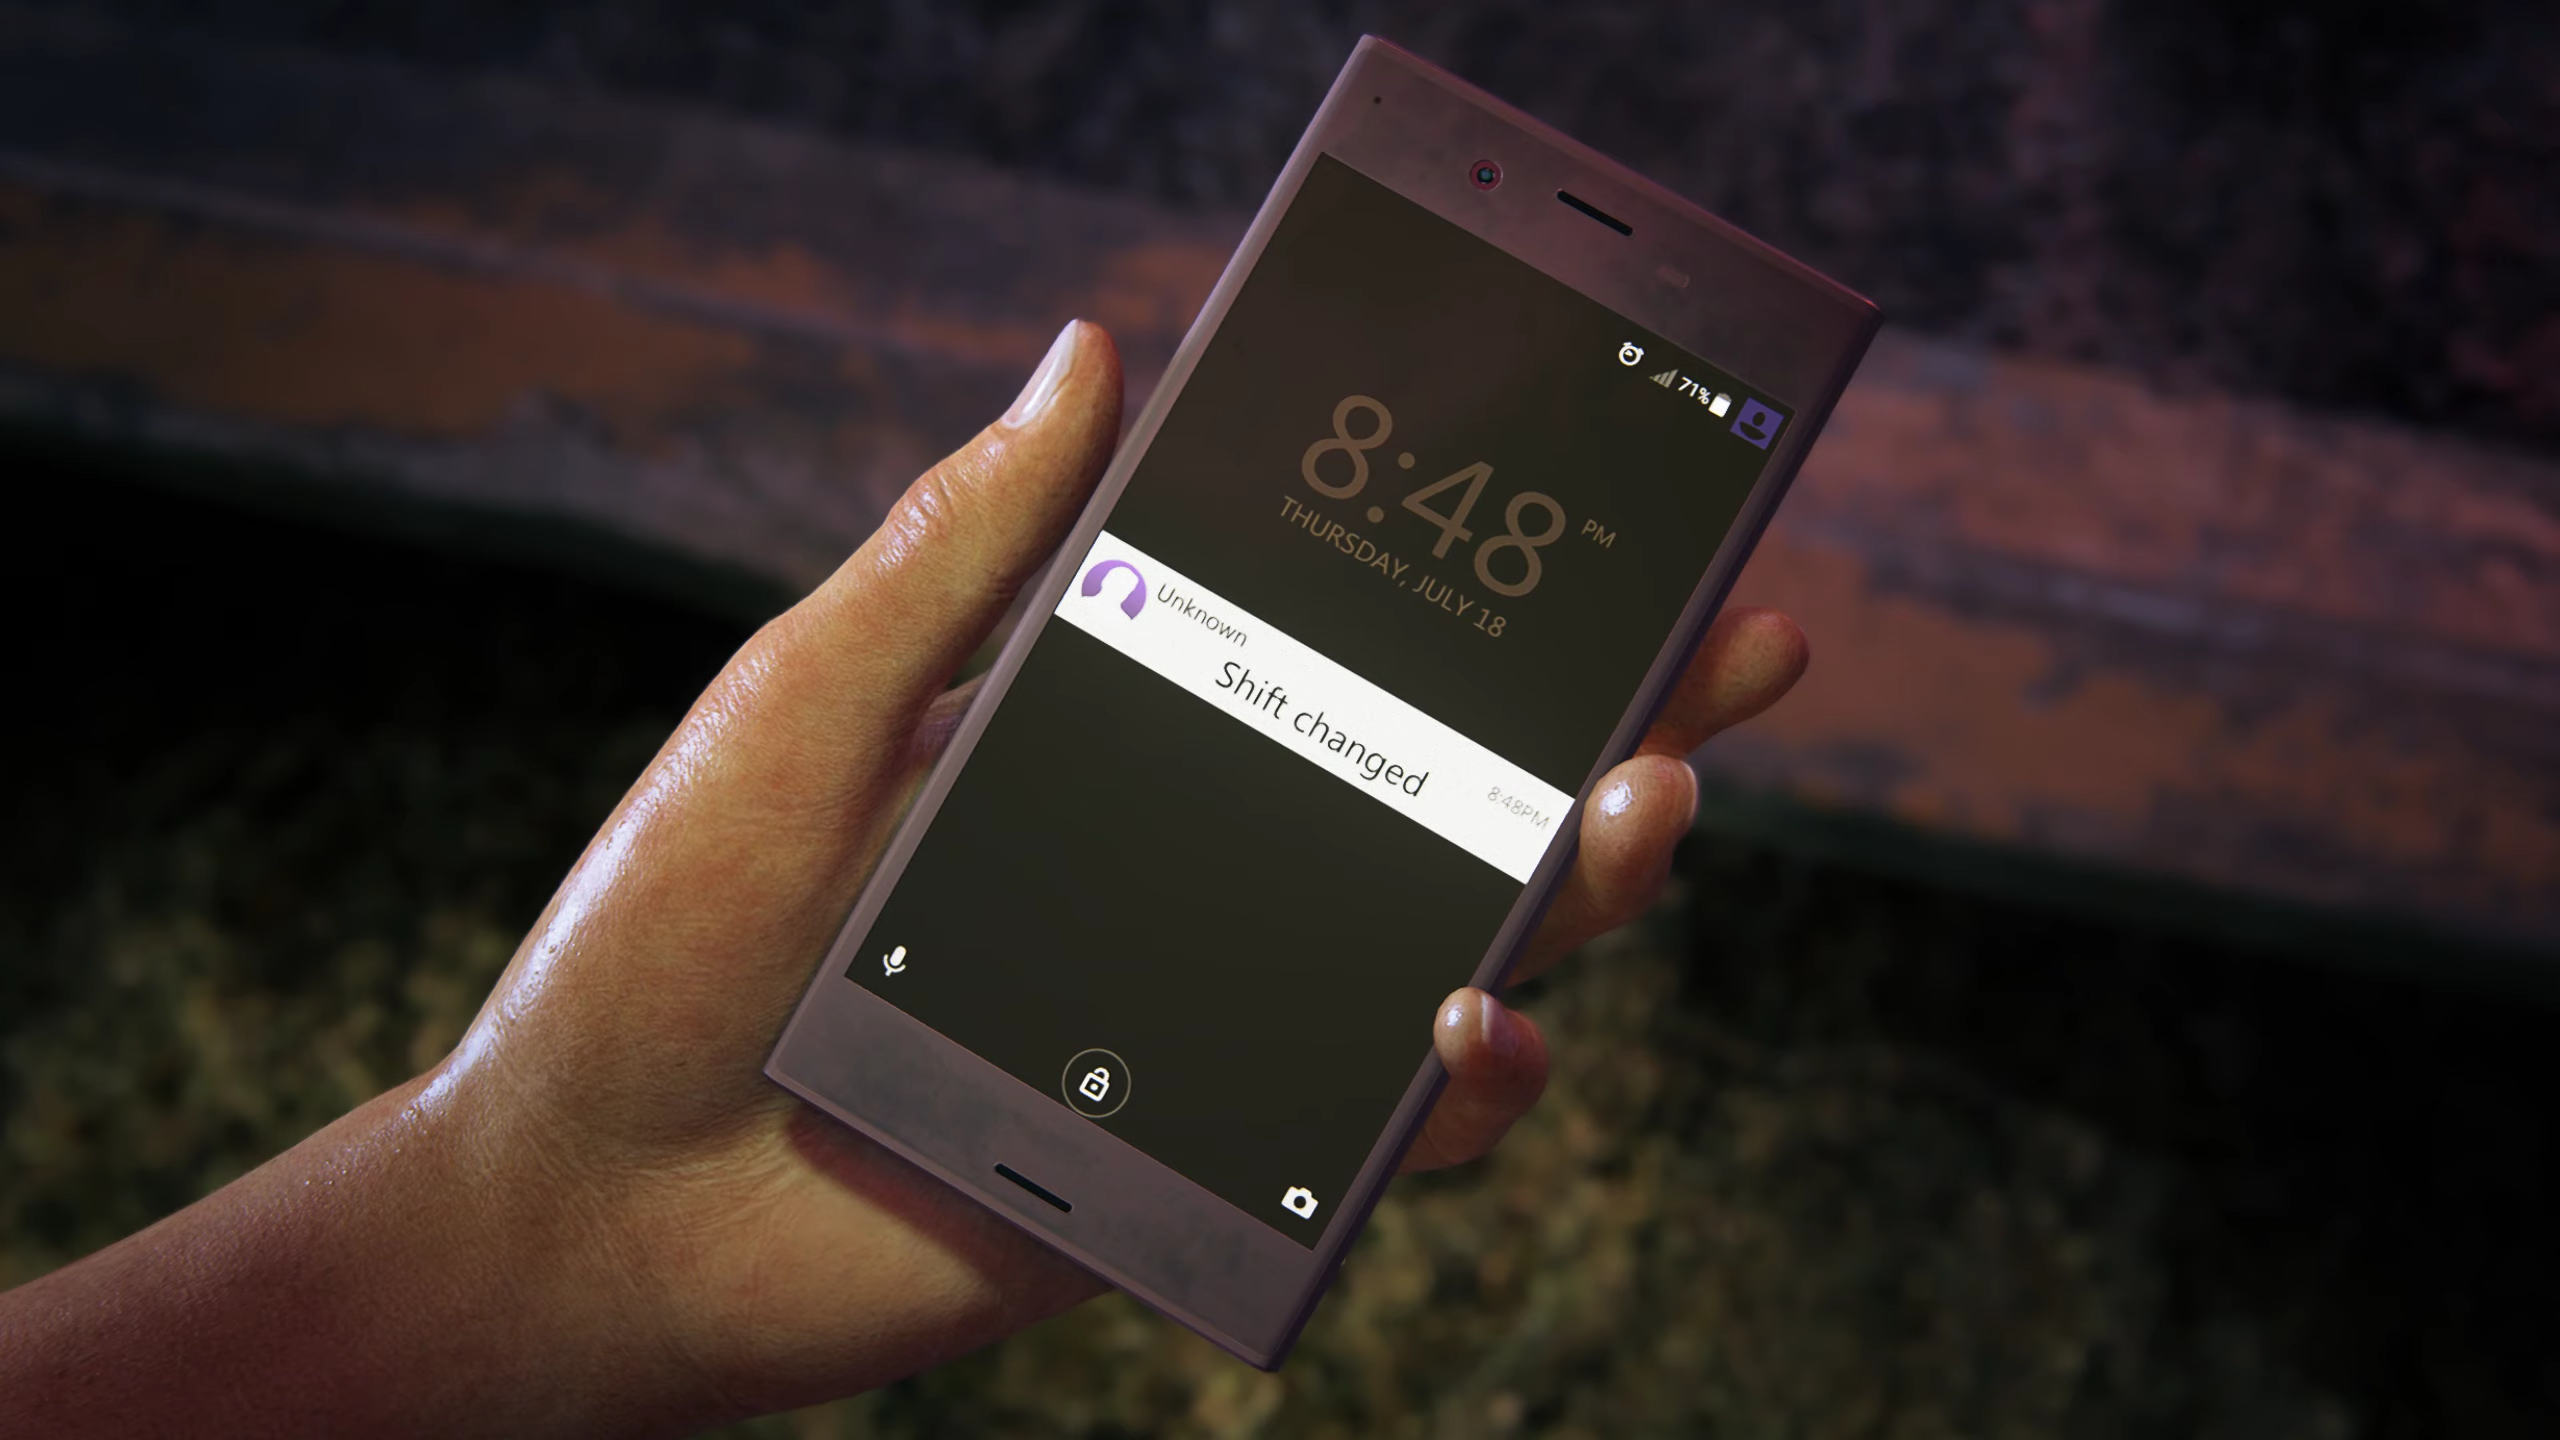 71%
8:48 PM
THURSDAY, JULY 18
Unknown
Shift changed
8:48PM